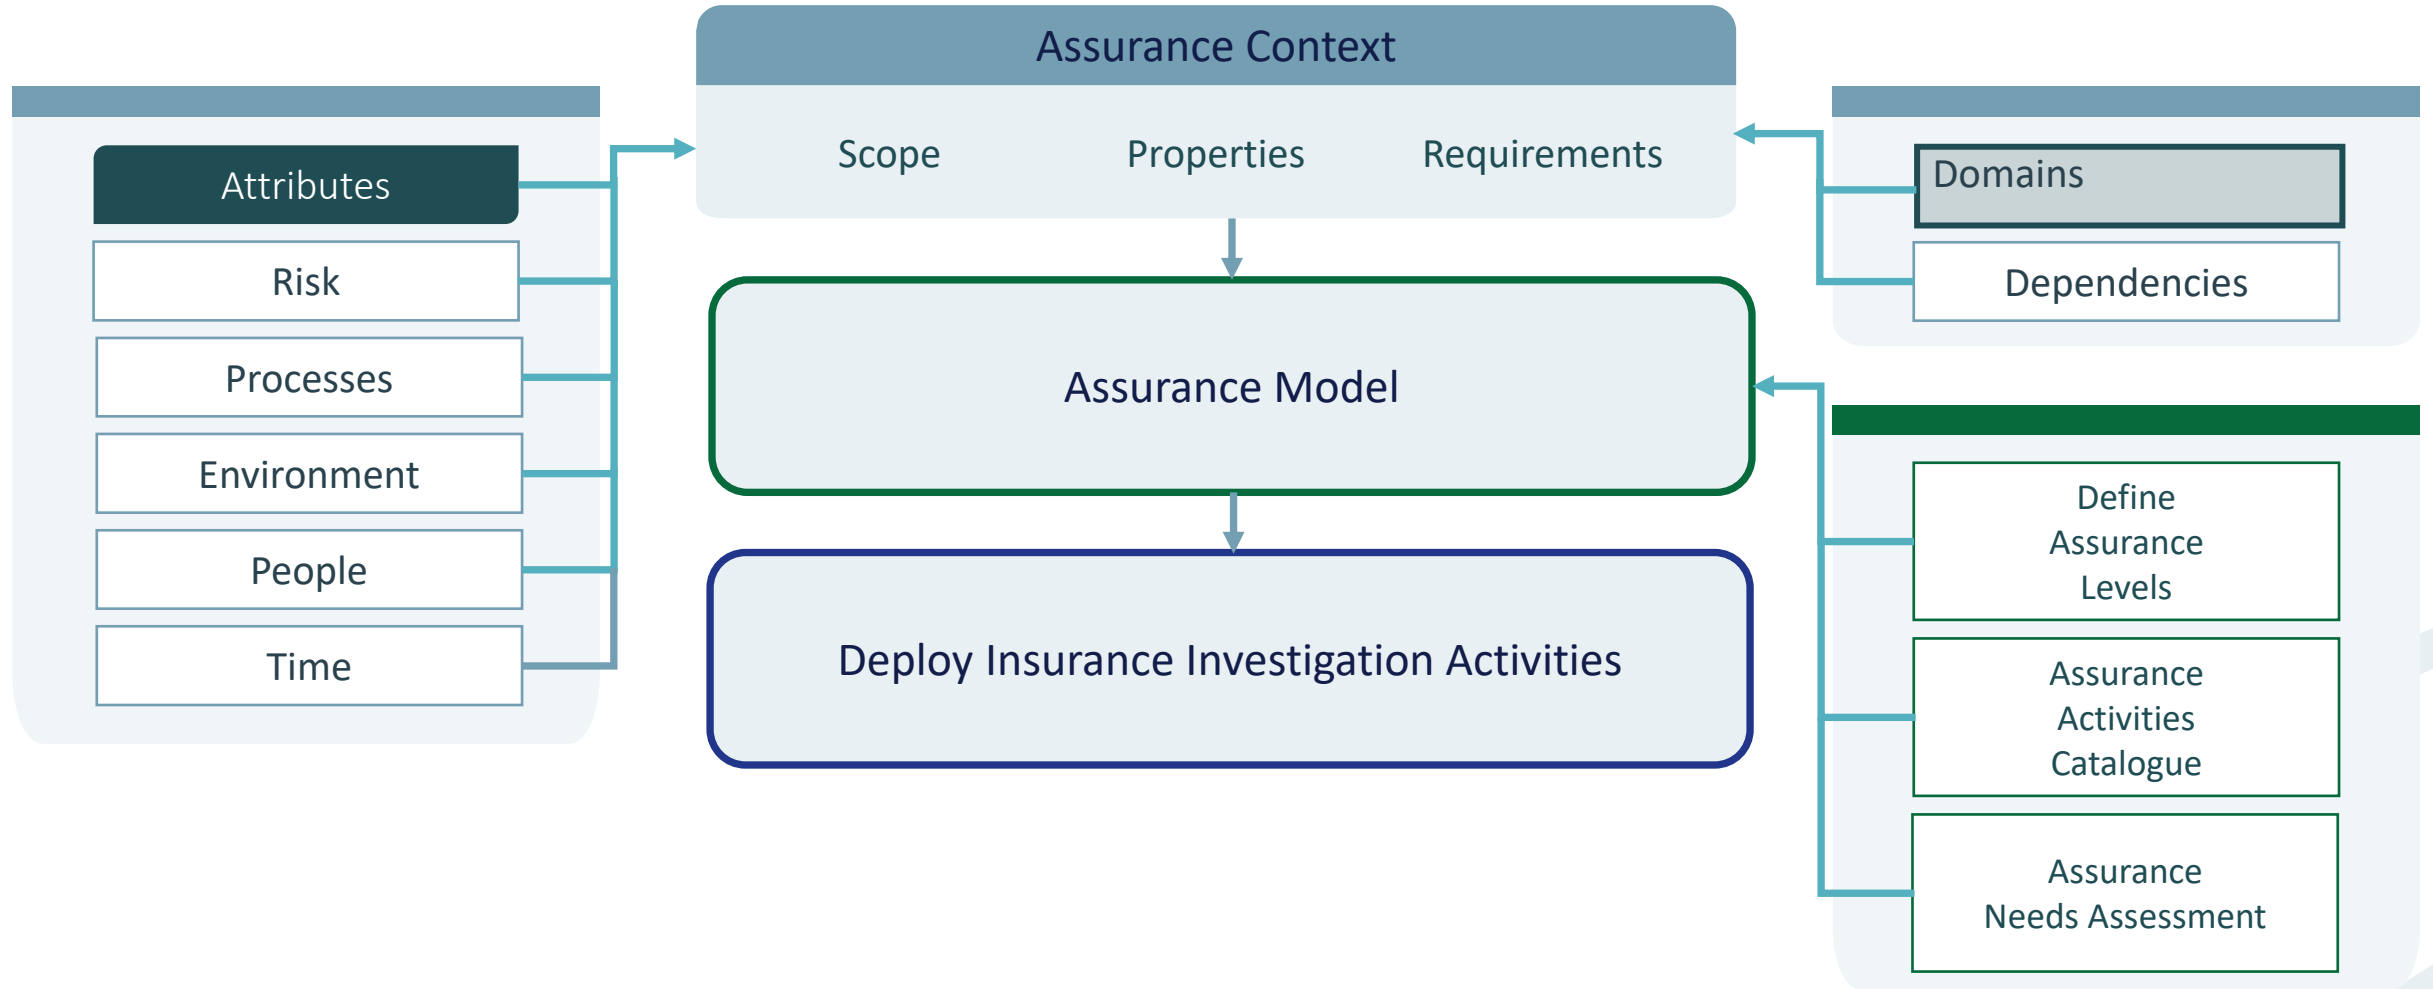 Assurance Context
Scope
Properties
Requirements
Attributes
Risk
Processes
Environment
People
Time
Assurance Model
Deploy Insurance Investigation Activities
Domains
Dependencies
Define
Assurance
Levels
Assurance
Activities
Catalogue
Assurance
Needs Assessment